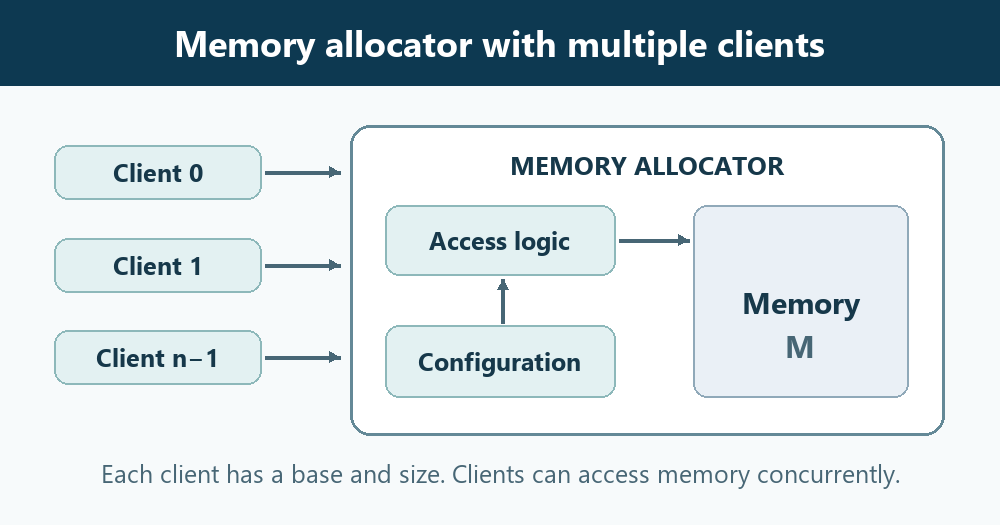 Memory allocator with multiple clients
Client 0
Client 1
Client n−1
MEMORY ALLOCATOR
Access logic
Configuration
Memory
M
Each client has a base and size. Clients can access memory concurrently.